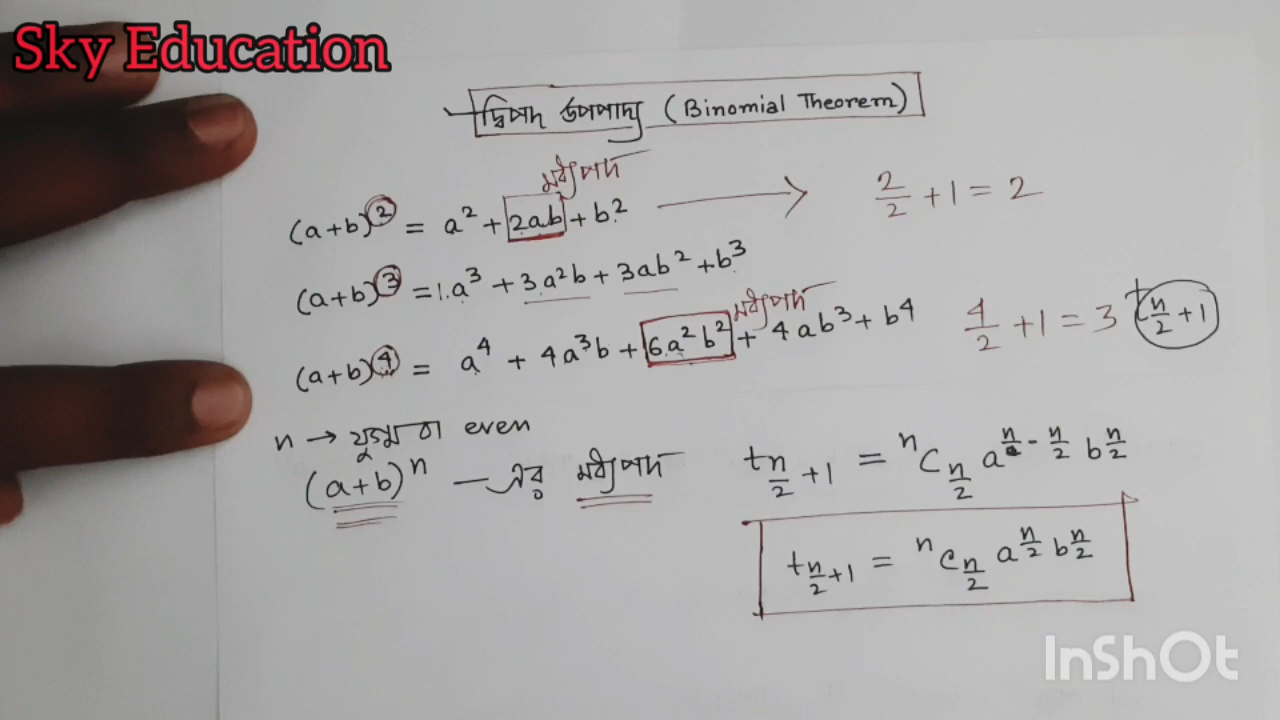 Sky Education
দ্বিপদ উপপাদ্য (Binomial Theorem)
মধ্যপদ
(a+b)² = a² + 2ab + b² → 2/2 + 1 = 2
(a+b)³ = 1.a³ + 3a²b + 3ab² + b³
মধ্যপদ
(a+b)⁴ = a⁴ + 4a³b + 6.a²b² + 4ab³ + b⁴ 4/2 + 1 = 3 t n/2 + 1
n → যুগ্ম বা even
(a+b)ⁿ — এর মধ্যপদ t n/2 + 1 = ⁿC n/2 a^(n - n/2) b^(n/2)
t n/2 + 1 = ⁿC n/2 a^(n/2) b^(n/2)
InShOt